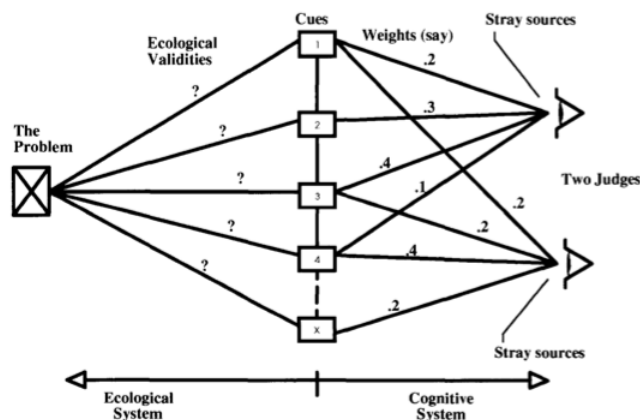 Cues
Stray sources
Ecological
Validities
Weights (say)
1
.2
?
2
.3
?
The
Problem
.4
?
3
.1
Two Judges
.2
.2
?
4
.4
?
.2
X
Stray sources
Ecological
System
Cognitive
System